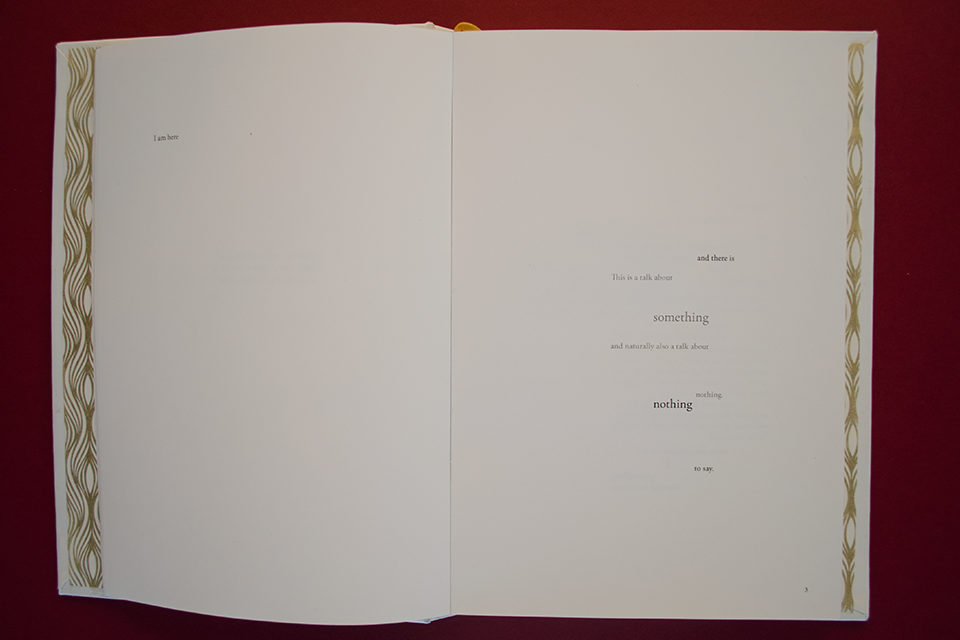 I am here .
and there is
This is a talk about
something
and naturally also a talk about
nothing.
nothing
to say.
3